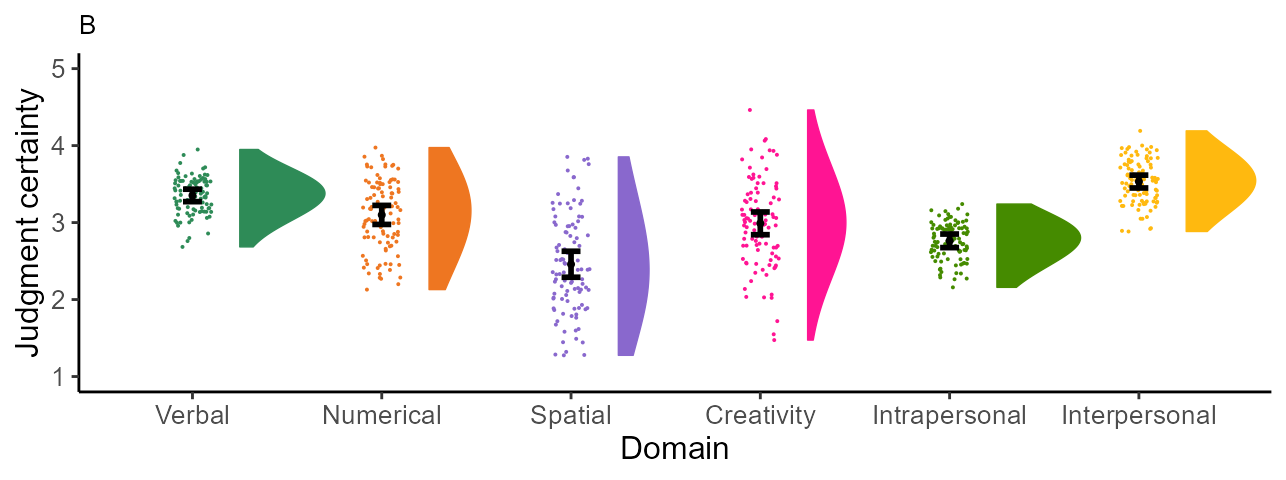 B
Judgment certainty
5
4
3
2
1
Verbal Numerical Spatial Creativity Intrapersonal Interpersonal
Domain